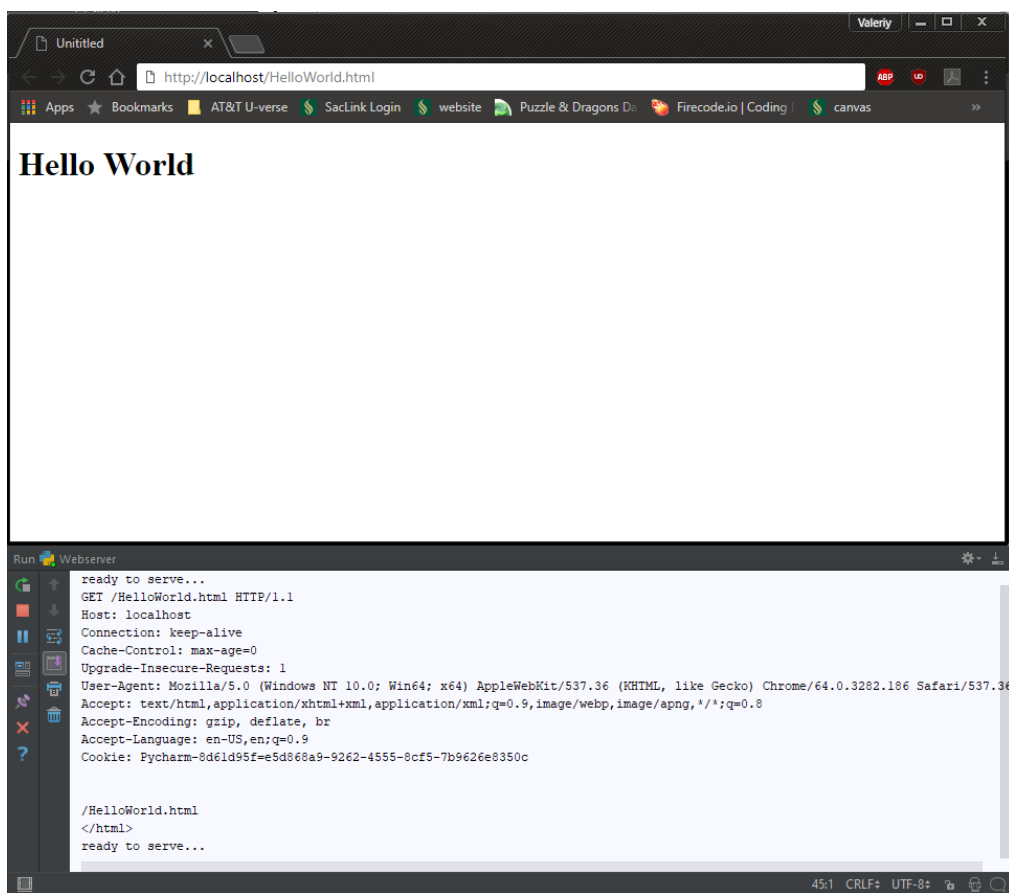 Valeriy
Unititled
http://localhost/HelloWorld.html
ABP
Apps Bookmarks AT&T U-verse SacLink Login website Puzzle & Dragons Da Firecode.io | Coding canvas »
Hello World
Run Webserver
ready to serve...
GET /HelloWorld.html HTTP/1.1
Host: localhost
Connection: keep-alive
Cache-Control: max-age=0
Upgrade-Insecure-Requests: 1
User-Agent: Mozilla/5.0 (Windows NT 10.0; Win64; x64) AppleWebKit/537.36 (KHTML, like Gecko) Chrome/64.0.3282.186 Safari/537.36
Accept: text/html,application/xhtml+xml,application/xml;q=0.9,image/webp,image/apng,*/*;q=0.8
Accept-Encoding: gzip, deflate, br
Accept-Language: en-US,en;q=0.9
Cookie: Pycharm-8d61d95f=e5d868a9-9262-4555-8cf5-7b9626e8350c
/HelloWorld.html
</html>
ready to serve...
45:1 CRLF UTF-8